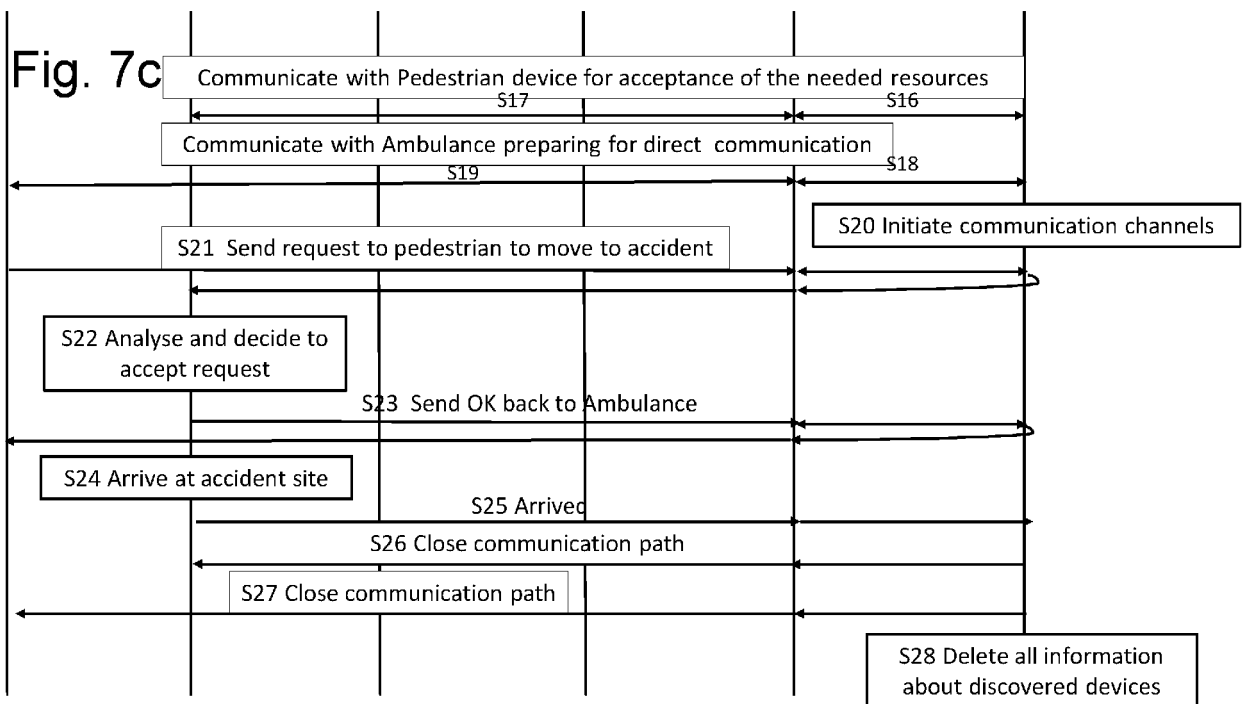 Fig. 7c
Communicate with Pedestrian device for acceptance of the needed resources
S17
S16
Communicate with Ambulance preparing for direct communication
S19
S18
S20 Initiate communication channels
S21 Send request to pedestrian to move to accident
S22 Analyse and decide to
accept request
S23 Send OK back to Ambulance
S24 Arrive at accident site
S25 Arrived
S26 Close communication path
S27 Close communication path
S28 Delete all information
about discovered devices